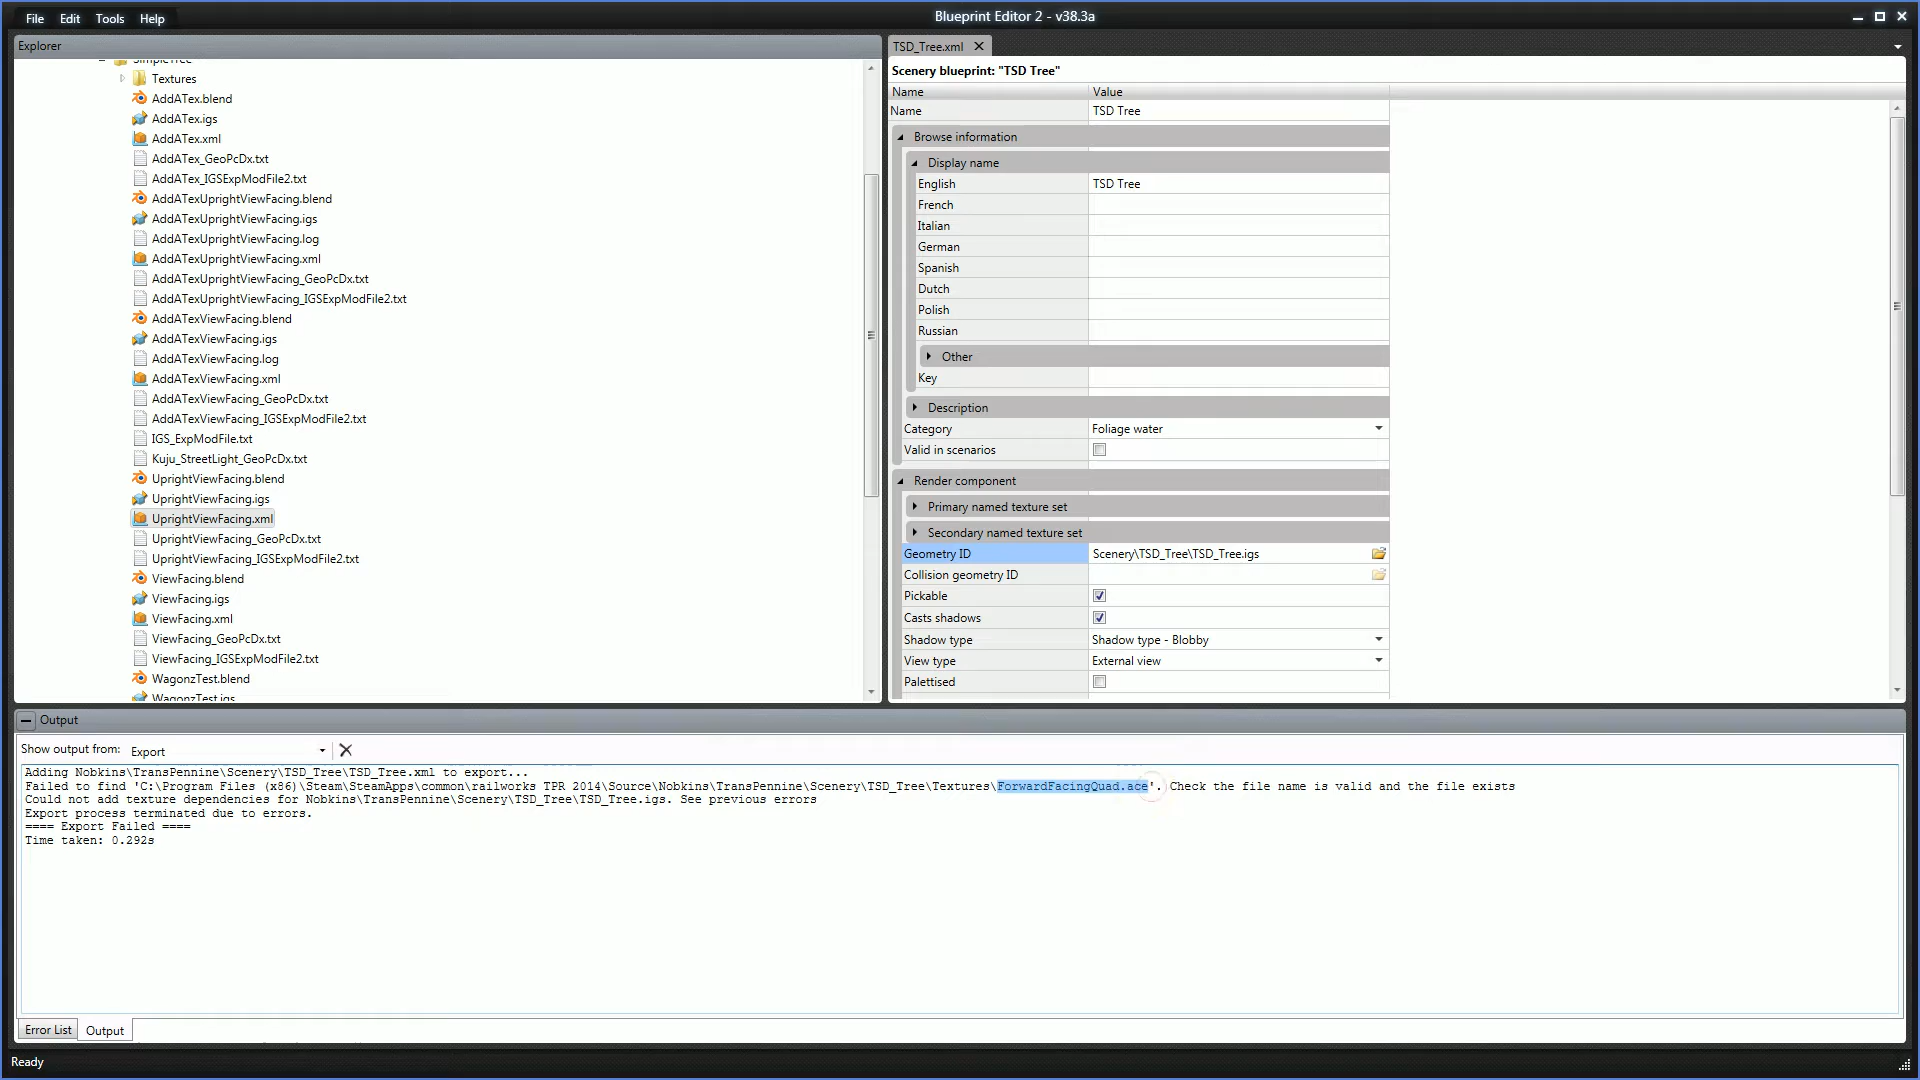 File Edit Tools Help
Blueprint Editor 2 - v38.3a
Explorer
SimpleTree
Textures
AddATex.blend
AddATex.igs
AddATex.xml
AddATex_GeoPcDx.txt
AddATex_IGSExpModFile2.txt
AddATexUprightViewFacing.blend
AddATexUprightViewFacing.igs
AddATexUprightViewFacing.log
AddATexUprightViewFacing.xml
AddATexUprightViewFacing_GeoPcDx.txt
AddATexUprightViewFacing_IGSExpModFile2.txt
AddATexViewFacing.blend
AddATexViewFacing.igs
AddATexViewFacing.log
AddATexViewFacing.xml
AddATexViewFacing_GeoPcDx.txt
AddATexViewFacing_IGSExpModFile2.txt
IGS_ExpModFile.txt
Kuju_StreetLight_GeoPcDx.txt
UprightViewFacing.blend
UprightViewFacing.igs
UprightViewFacing.xml
UprightViewFacing_GeoPcDx.txt
UprightViewFacing_IGSExpModFile2.txt
ViewFacing.blend
ViewFacing.igs
ViewFacing.xml
ViewFacing_GeoPcDx.txt
ViewFacing_IGSExpModFile2.txt
WagonzTest.blend
WagonzTest.igs
TSD_Tree.xml
Scenery blueprint: "TSD Tree"
Name Value
Name TSD Tree
Browse information
Display name
English TSD Tree
French
Italian
German
Spanish
Dutch
Polish
Russian
Other
Key
Description
Category Foliage water
Valid in scenarios
Render component
Primary named texture set
Secondary named texture set
Geometry ID Scenery\TSD_Tree\TSD_Tree.igs
Collision geometry ID
Pickable
Casts shadows
Shadow type Shadow type - Blobby
View type External view
Palettised
Output
Show output from: Export
Adding Nobkins\TransPennine\Scenery\TSD_Tree\TSD_Tree.xml to export...
Failed to find 'C:\Program Files (x86)\Steam\SteamApps\common\railworks TPR 2014\Source\Nobkins\TransPennine\Scenery\TSD_Tree\Textures\ForwardFacingQuad.ace'. Check the file name is valid and the file exists
Could not add texture dependencies for Nobkins\TransPennine\Scenery\TSD_Tree\TSD_Tree.igs. See previous errors
Export process terminated due to errors.
==== Export Failed ====
Time taken: 0.292s
Error List Output
Ready